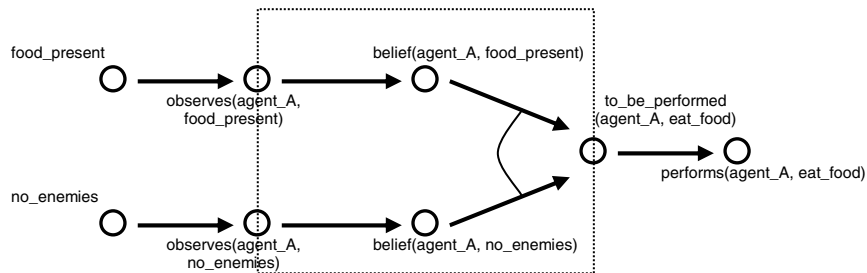 food_present
belief(agent_A, food_present)
observes(agent_A,
food_present)
to_be_performed
(agent_A, eat_food)
performs(agent_A, eat_food)
no_enemies
observes(agent_A,
no_enemies)
belief(agent_A, no_enemies)